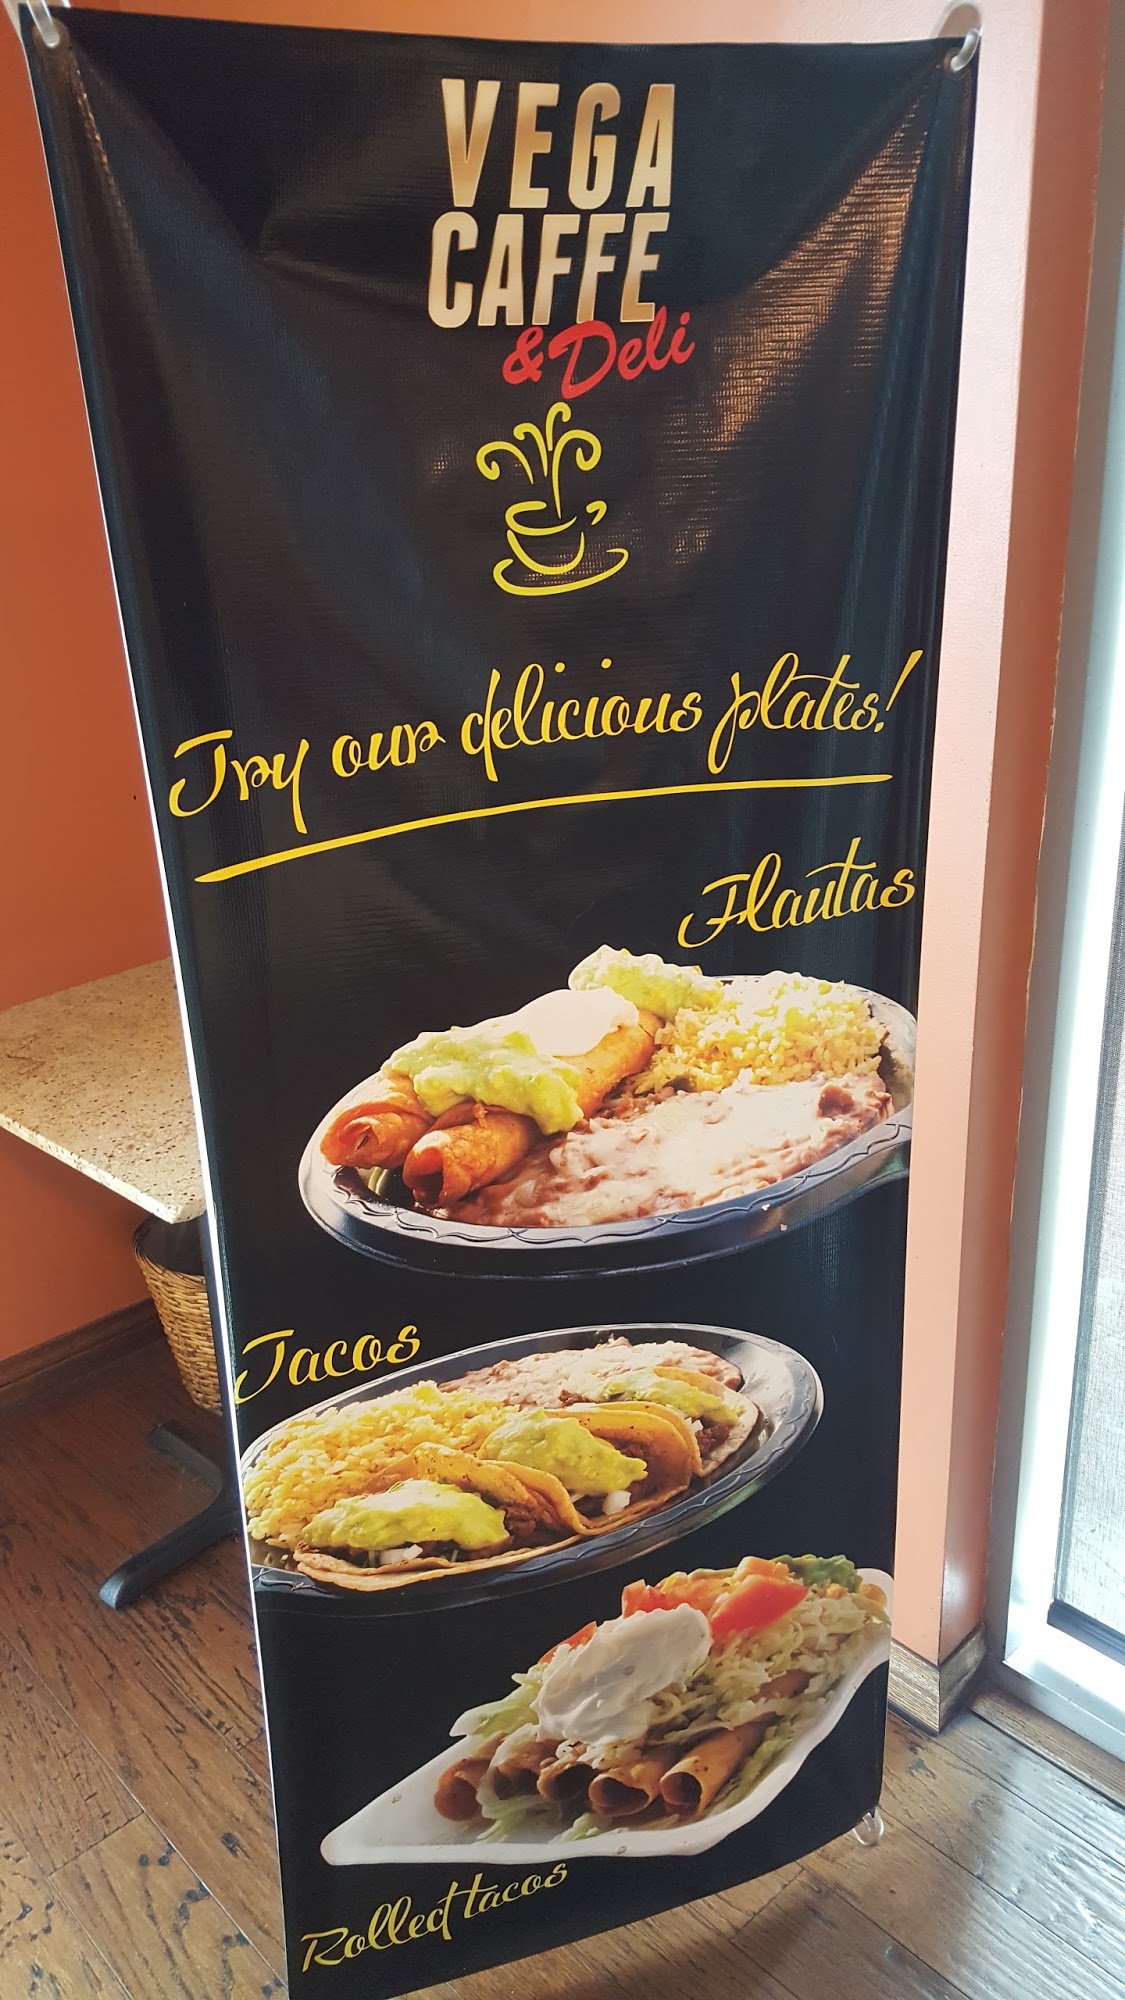 VEGA
CAFFE
& Deli
Try our delicious plates!
Flautas
Tacos
Rolled tacos